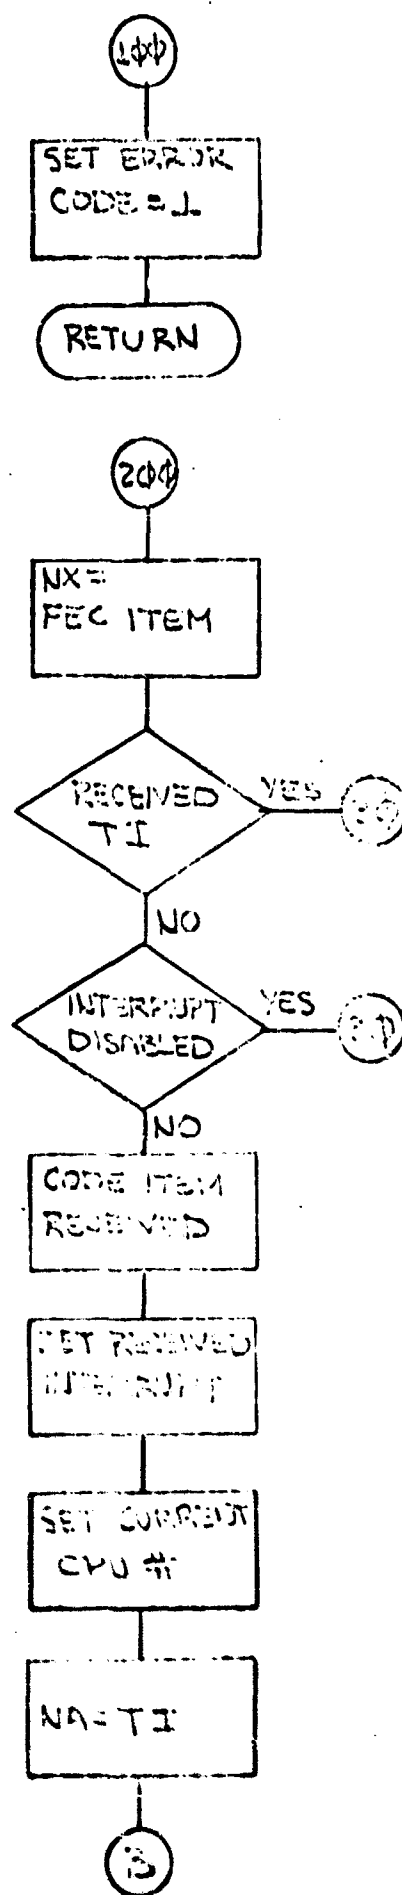 1ΦΦ
SET ERROR
CODE = 1
RETURN
2ΦΦ
NX=
FEC ITEM
RECEIVED
TI
YES
NO
INTERRUPT
DISABLED
YES
NO
CODE ITEM
RECEIVED
SET RECEIVED
INTERRUPT
SET CURRENT
CPU #
NA=TI
B